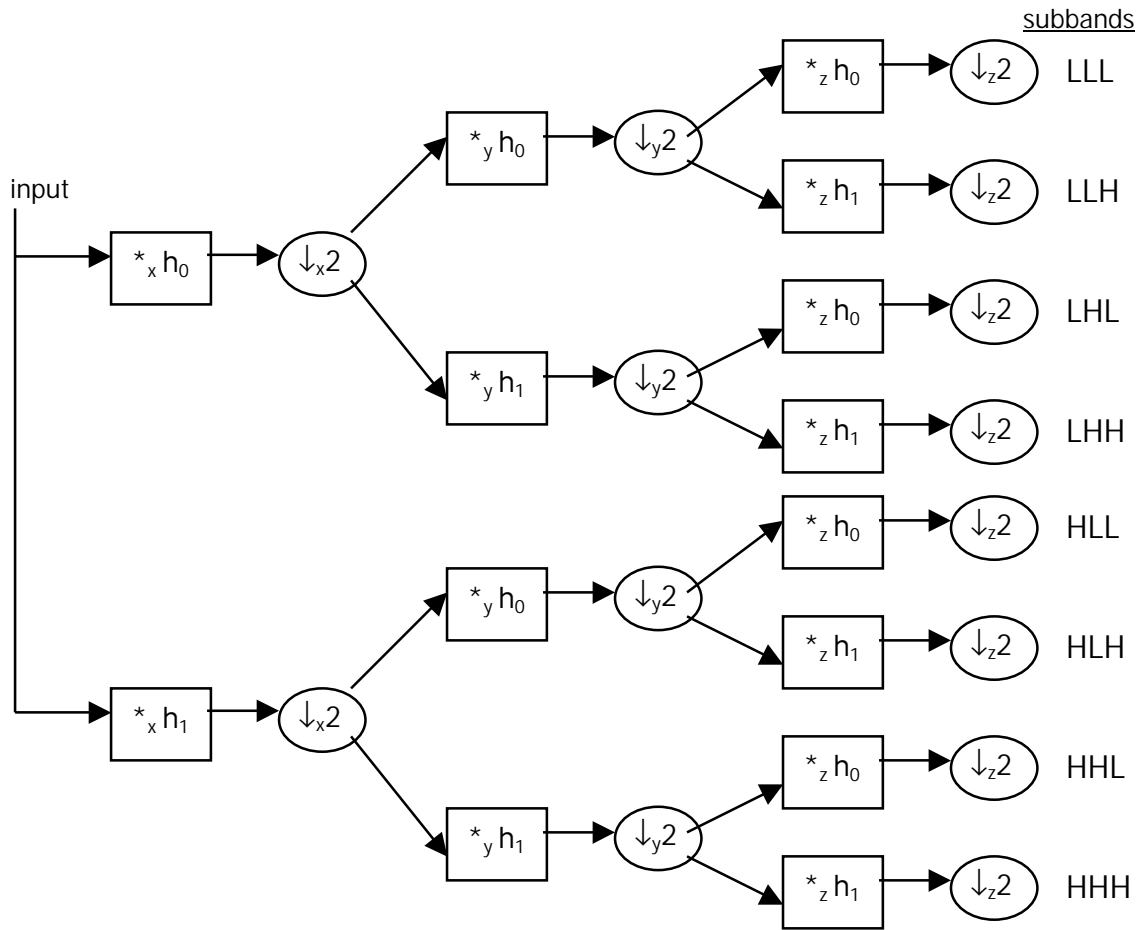 subbands
*z h0 ↓z2 LLL
*y h0 ↓y2
*z h1 ↓z2 LLH
input
*x h0 ↓x2
*z h0 ↓z2 LHL
*y h1 ↓y2
*z h1 ↓z2 LHH
*z h0 ↓z2 HLL
*y h0 ↓y2
*z h1 ↓z2 HLH
*x h1 ↓x2
*z h0 ↓z2 HHL
*y h1 ↓y2
*z h1 ↓z2 HHH